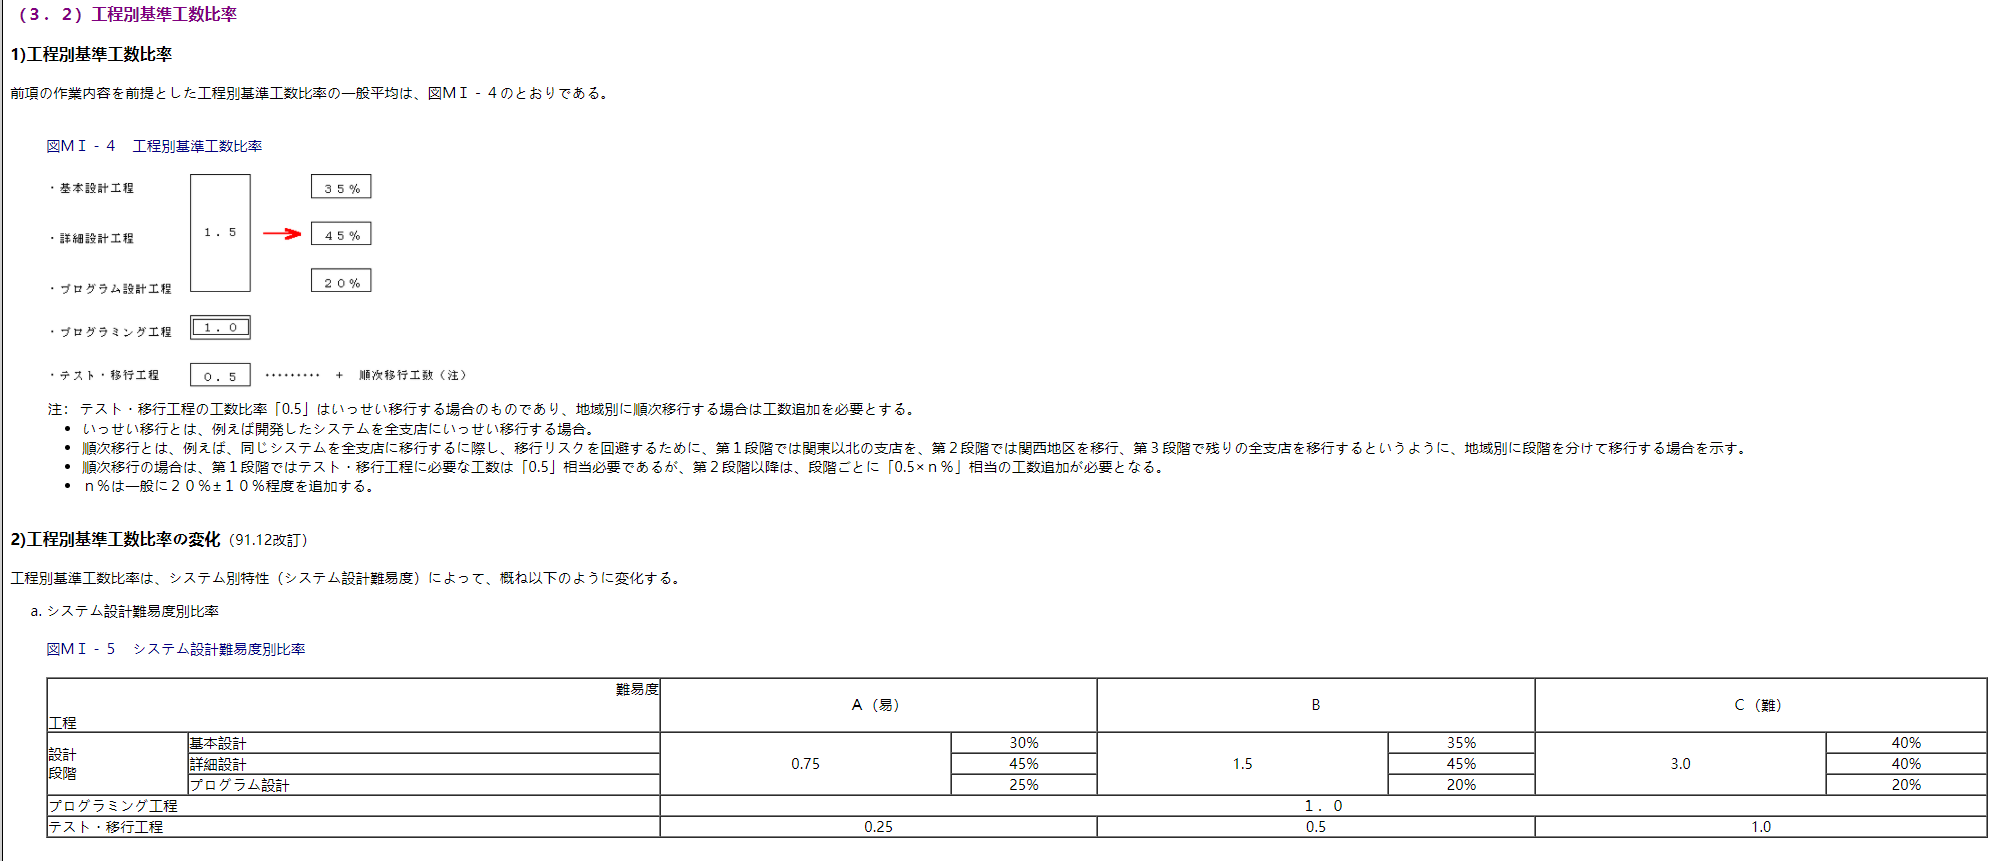 （３．２）工程別基準工数比率
1)工程別基準工数比率
前項の作業内容を前提とした工程別基準工数比率の一般平均は、図ＭＩ－４のとおりである。
図ＭＩ－４　工程別基準工数比率
・基本設計工程
３５％
・詳細設計工程
１．５
４５％
・プログラム設計工程
２０％
・プログラミング工程
１．０
・テスト・移行工程
０．５
………　＋　順次移行工数（注）
注： テスト・移行工程の工数比率「0.5」はいっせい移行する場合のものであり、地域別に順次移行する場合は工数追加を必要とする。
• いっせい移行とは、例えば開発したシステムを全支店にいっせい移行する場合。
• 順次移行とは、例えば、同じシステムを全支店に移行するに際し、移行リスクを回避するために、第１段階では関東以北の支店を、第２段階では関西地区を移行、第３段階で残りの全支店を移行するというように、地域別に段階を分けて移行する場合を示す。
• 順次移行の場合は、第１段階ではテスト・移行工程に必要な工数は「0.5」相当必要であるが、第２段階以降は、段階ごとに「0.5×ｎ％」相当の工数追加が必要となる。
• ｎ％は一般に２０％±１０％程度を追加する。
2)工程別基準工数比率の変化（91.12改訂）
工程別基準工数比率は、システム別特性（システム設計難易度）によって、概ね以下のように変化する。
a. システム設計難易度別比率
図ＭＩ－５　システム設計難易度別比率
難易度
工程
Ａ（易）
Ｂ
Ｃ（難）
設計
段階
基本設計
0.75
30%
1.5
35%
3.0
40%
詳細設計
45%
45%
40%
プログラム設計
25%
20%
20%
プログラミング工程
１．０
テスト・移行工程
0.25
0.5
1.0